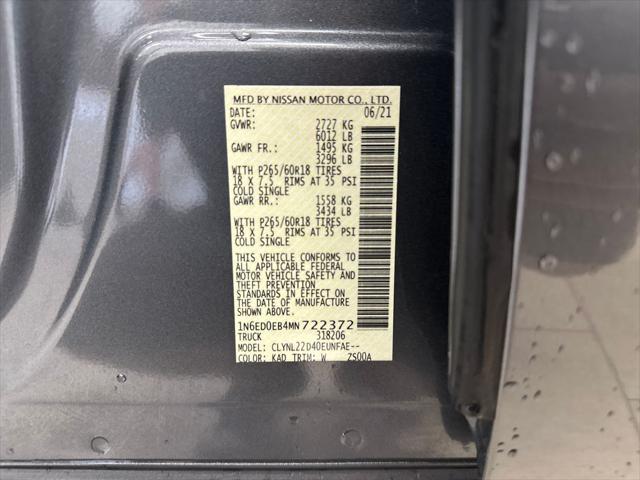 MFD BY NISSAN MOTOR CO., LTD.
DATE: 06/21
GVWR: 2727 KG
6012 LB
GAWR FR.: 1495 KG
3296 LB
WITH P265/60R18 TIRES
18 X 7.5 RIMS AT 35 PSI
COLD SINGLE
GAWR RR.: 1558 KG
3434 LB
WITH P265/60R18 TIRES
18 X 7.5 RIMS AT 35 PSI
COLD SINGLE
THIS VEHICLE CONFORMS TO
ALL APPLICABLE FEDERAL
MOTOR VEHICLE SAFETY AND
THEFT PREVENTION
STANDARDS IN EFFECT ON
THE DATE OF MANUFACTURE
SHOWN ABOVE.
1N6ED0EB4MN722372
TRUCK 318206
MODEL: CLYNL22D40EUNFAE--
COLOR: KAD TRIM: W ZS00A